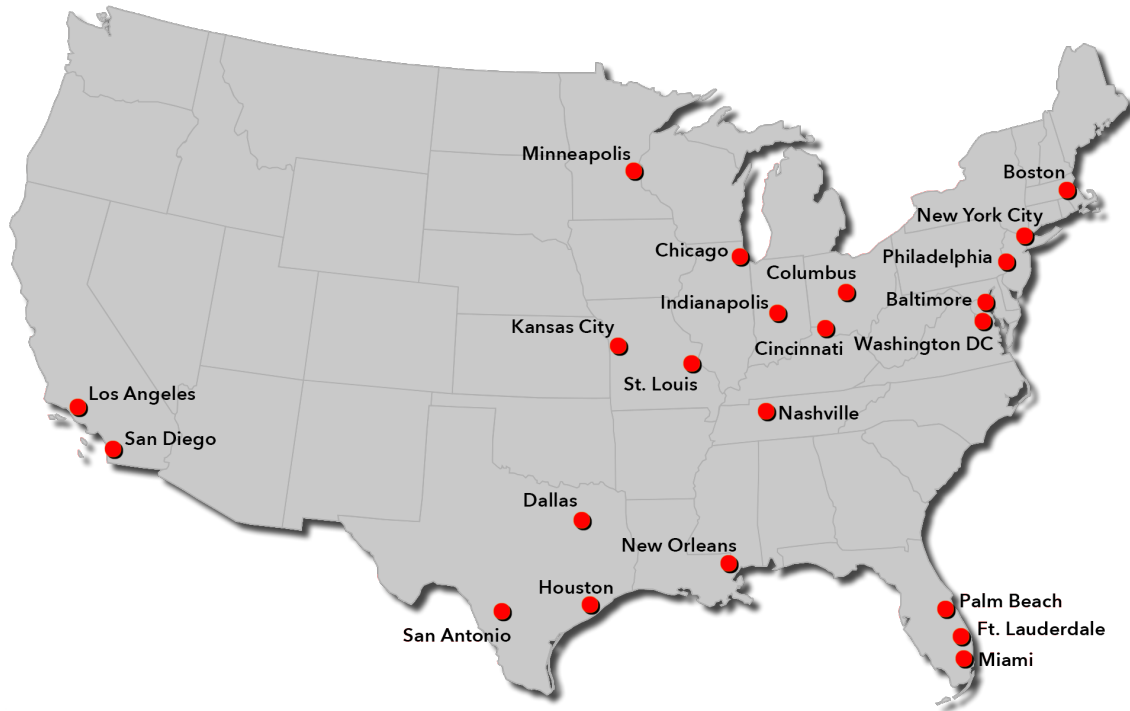 Minneapolis
Boston
New York City
Chicago
Philadelphia
Columbus
Indianapolis
Baltimore
Kansas City
Cincinnati
Washington DC
St. Louis
Los Angeles
Nashville
San Diego
Dallas
New Orleans
Houston
Palm Beach
Ft. Lauderdale
San Antonio
Miami